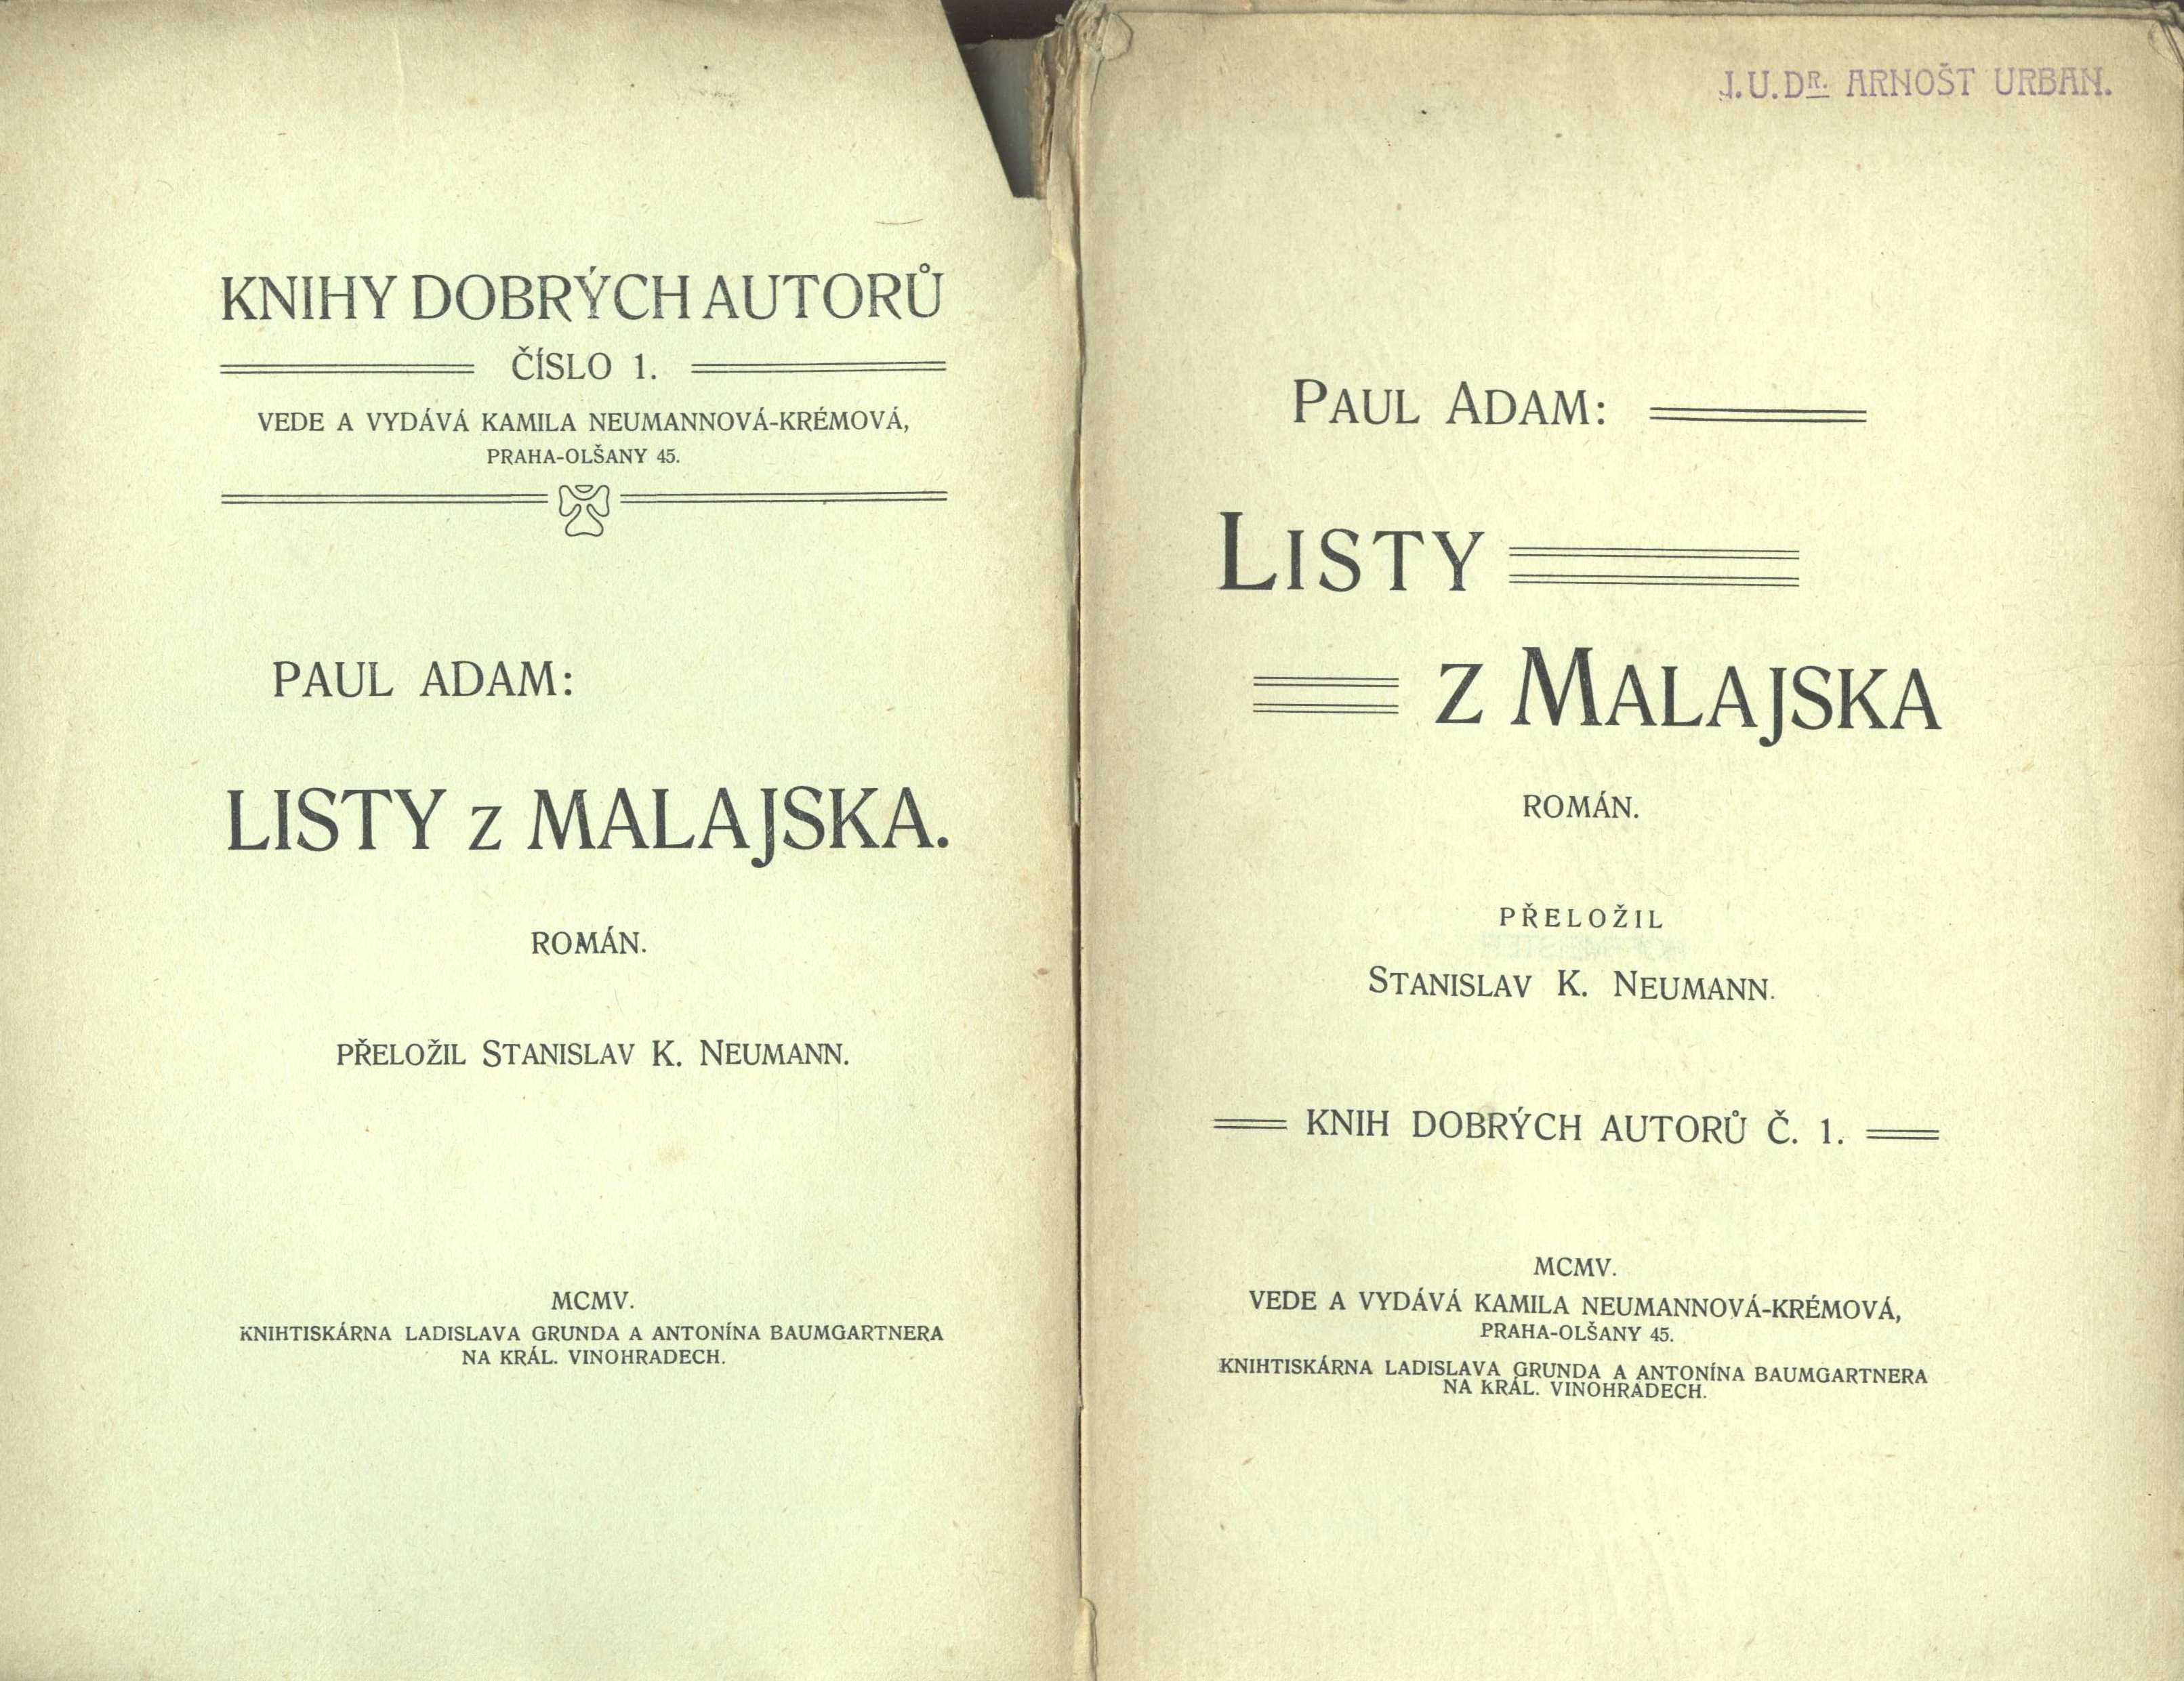 KNIHY DOBRÝCH AUTORŮ
ČÍSLO 1.
VEDE A VYDÁVÁ KAMILA NEUMANNOVÁ-KRÉMOVÁ,
PRAHA-OLŠANY 45.
PAUL ADAM:
LISTY z MALAJSKA.
ROMÁN.
PŘELOŽIL STANISLAV K. NEUMANN.
MCMV.
KNIHTISKÁRNA LADISLAVA GRUNDA A ANTONÍNA BAUMGARTNERA
NA KRÁL. VINOHRADECH.
J.U.DR. ARNOŠT URBAN.
PAUL ADAM:
LISTY
Z MALAJSKA
ROMÁN.
PŘELOŽIL
STANISLAV K. NEUMANN.
KNIH DOBRÝCH AUTORŮ Č. 1.
MCMV.
VEDE A VYDÁVÁ KAMILA NEUMANNOVÁ-KRÉMOVÁ,
PRAHA-OLŠANY 45.
KNIHTISKÁRNA LADISLAVA GRUNDA A ANTONÍNA BAUMGARTNERA
NA KRÁL. VINOHRADECH.